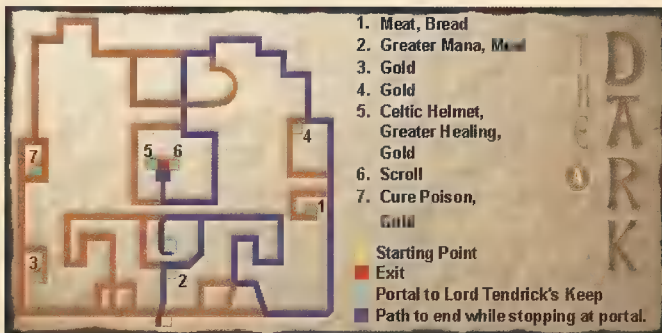 1. Meat, Bread
2. Greater Mana,
3. Gold
4. Gold
5. Celtic Helmet,
Greater Healing,
Gold
6. Scroll
7. Cure Poison,
Starting Point
Exit
Portal to Lord Tendrick's Keep
Path to end while stopping at portal.
THE
DARK
7
5 6
4
1
3
2